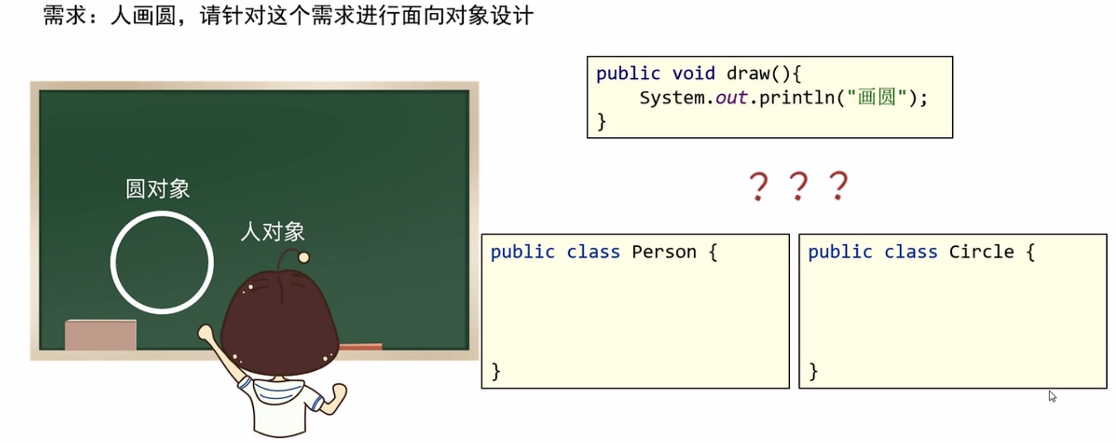 需求：人画圆，请针对这个需求进行面向对象设计
圆对象
人对象
public void draw(){
    System.out.println("画圆");
}
？？？
public class Person {
}
public class Circle {
}